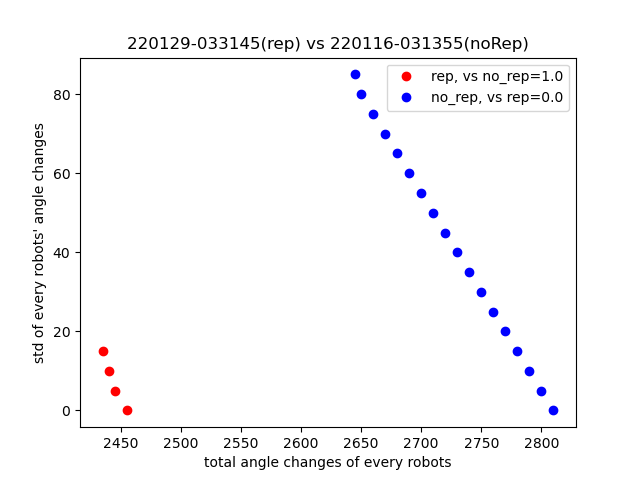 220129-033145(rep) vs 220116-031355(noRep)
rep, vs no_rep=1.0
no_rep, vs rep=0.0
std of every robots' angle changes
80
60
40
20
0
2450 2500 2550 2600 2650 2700 2750 2800
total angle changes of every robots